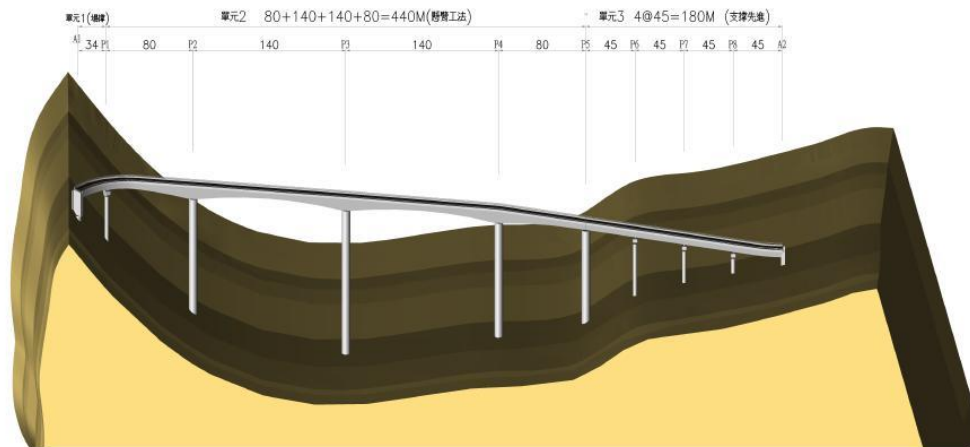 單元1(場撐) 單元2 80+140+140+80=440M(懸臂工法) 單元3 4@45=180M (支撐先進)
A1 34 P1 80 P2 140 P3 140 P4 80 P5 45 P6 45 P7 45 P8 45 A2